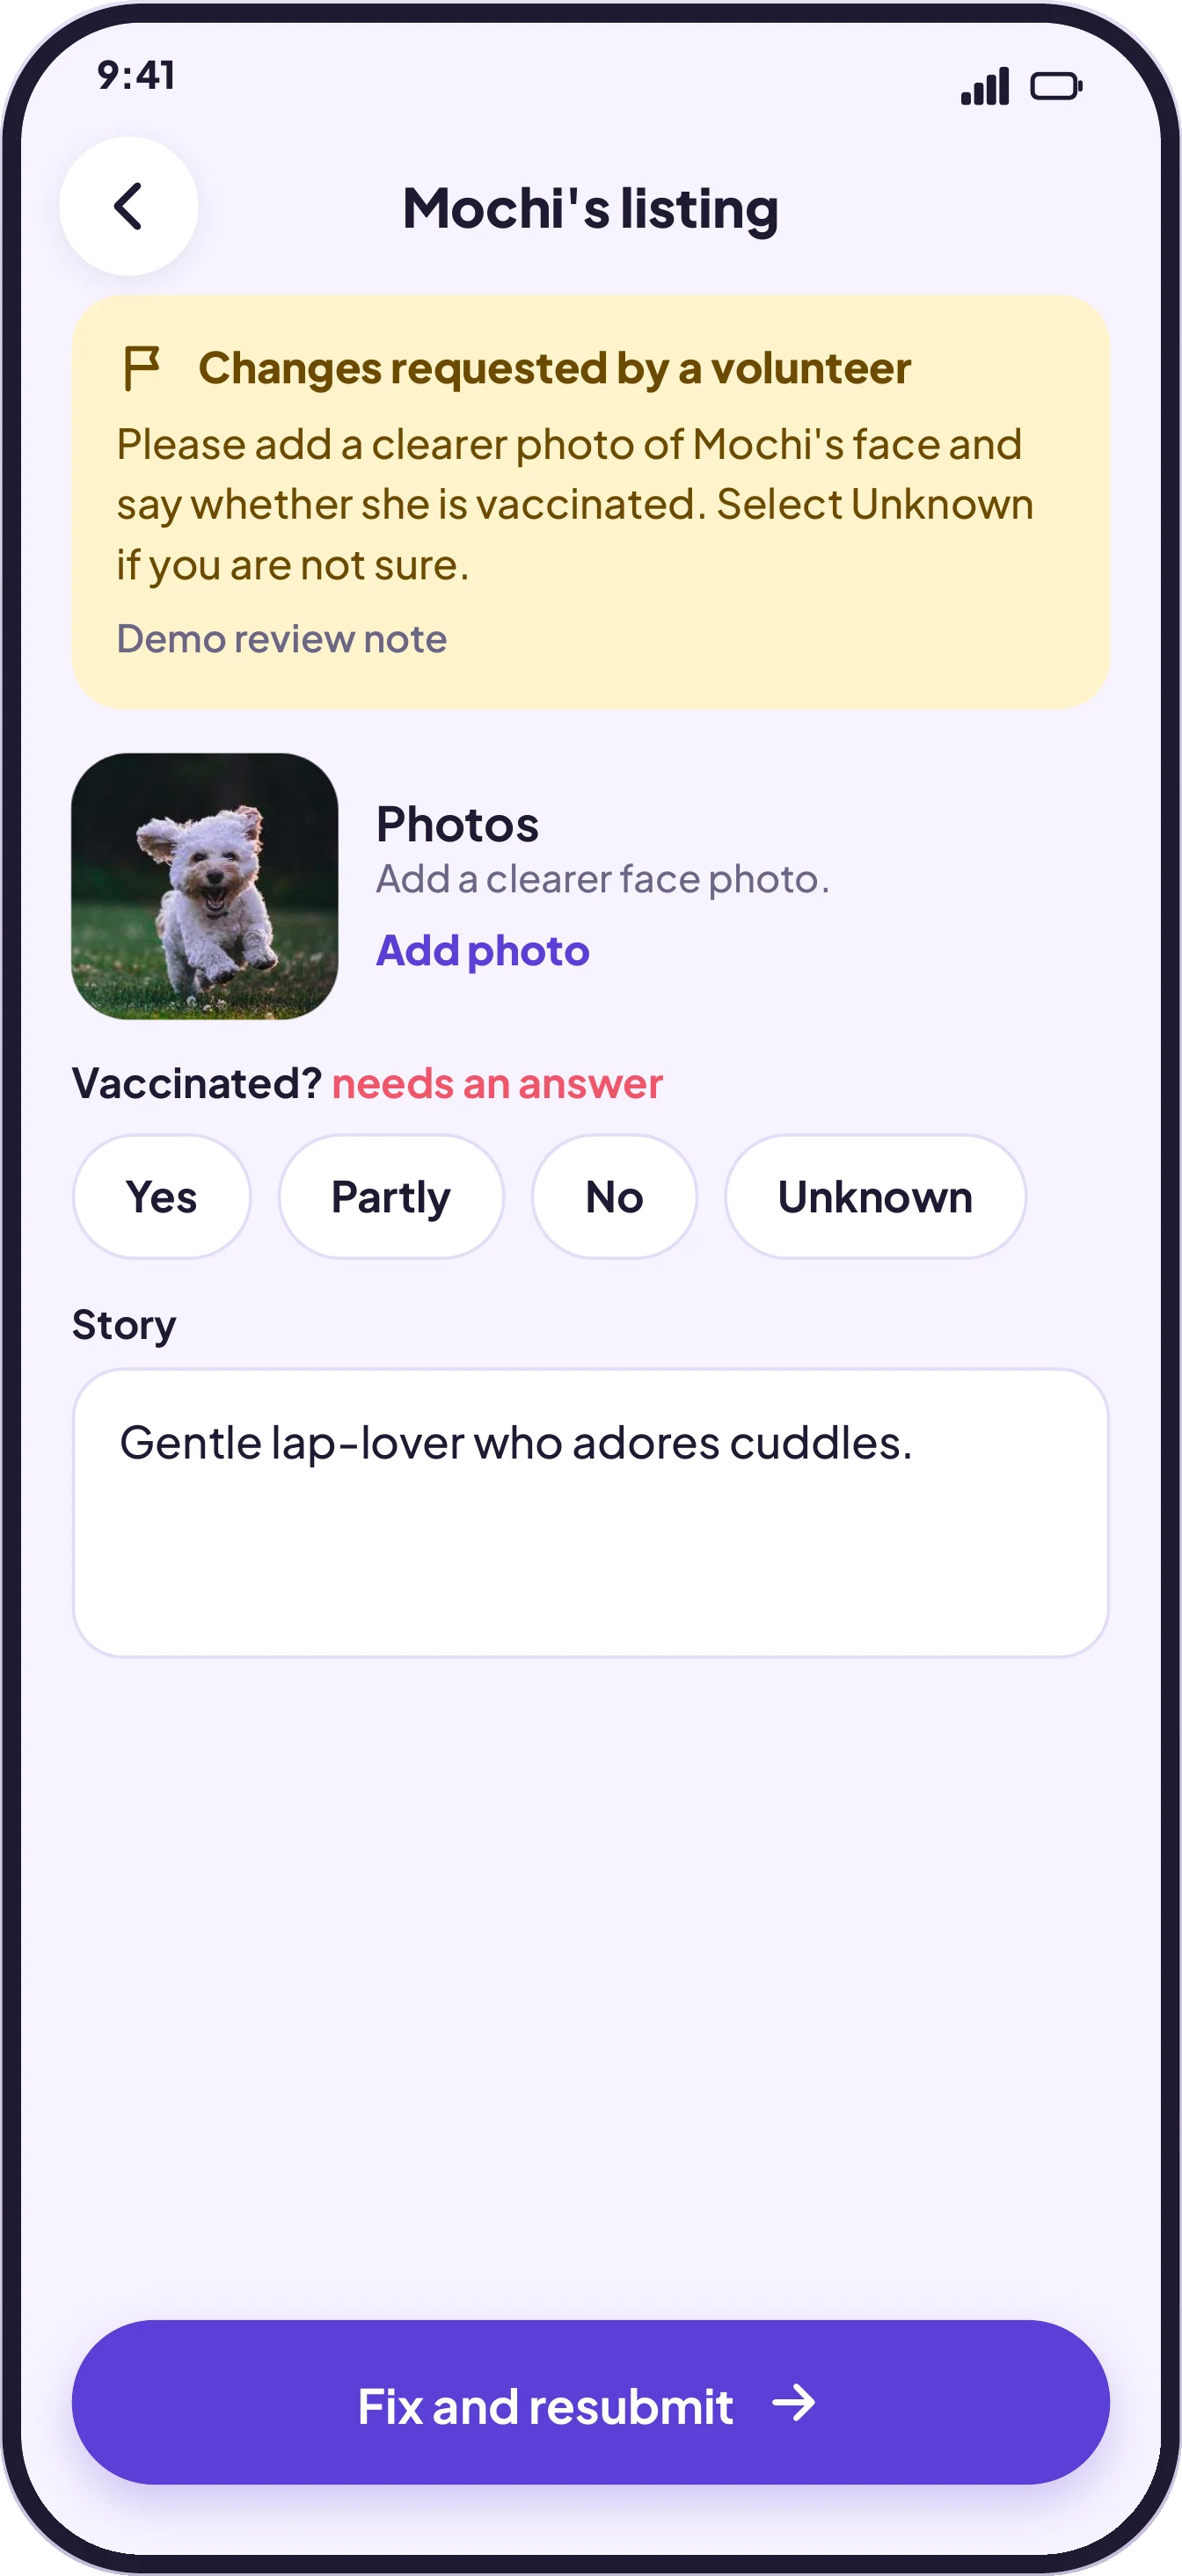 9:41
Mochi's listing
Changes requested by a volunteer
Please add a clearer photo of Mochi's face and
say whether she is vaccinated. Select Unknown
if you are not sure.
Demo review note
Photos
Add a clearer face photo.
Add photo
Vaccinated? needs an answer
Yes Partly No Unknown
Story
Gentle lap-lover who adores cuddles.
Fix and resubmit